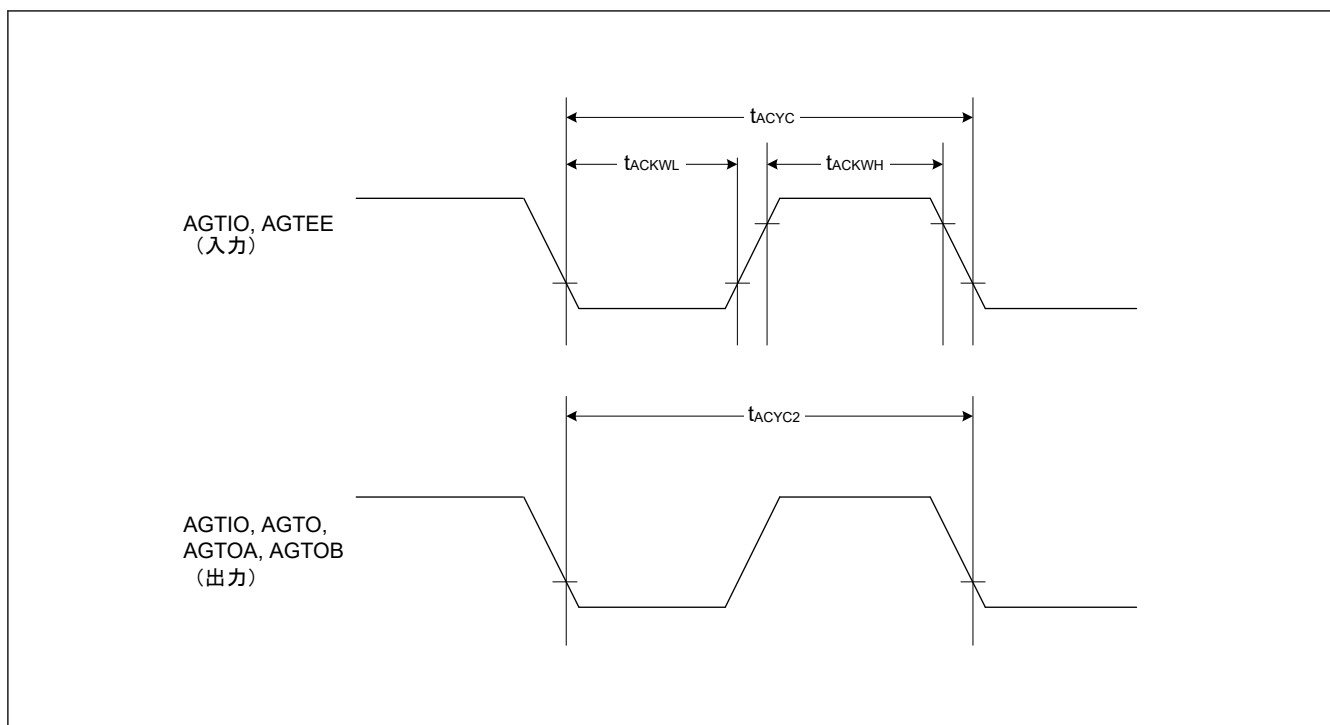 tACYC
tACKWL
tACKWH
AGTIO, AGTEE
（入力）
tACYC2
AGTIO, AGTO,
AGTOA, AGTOB
（出力）